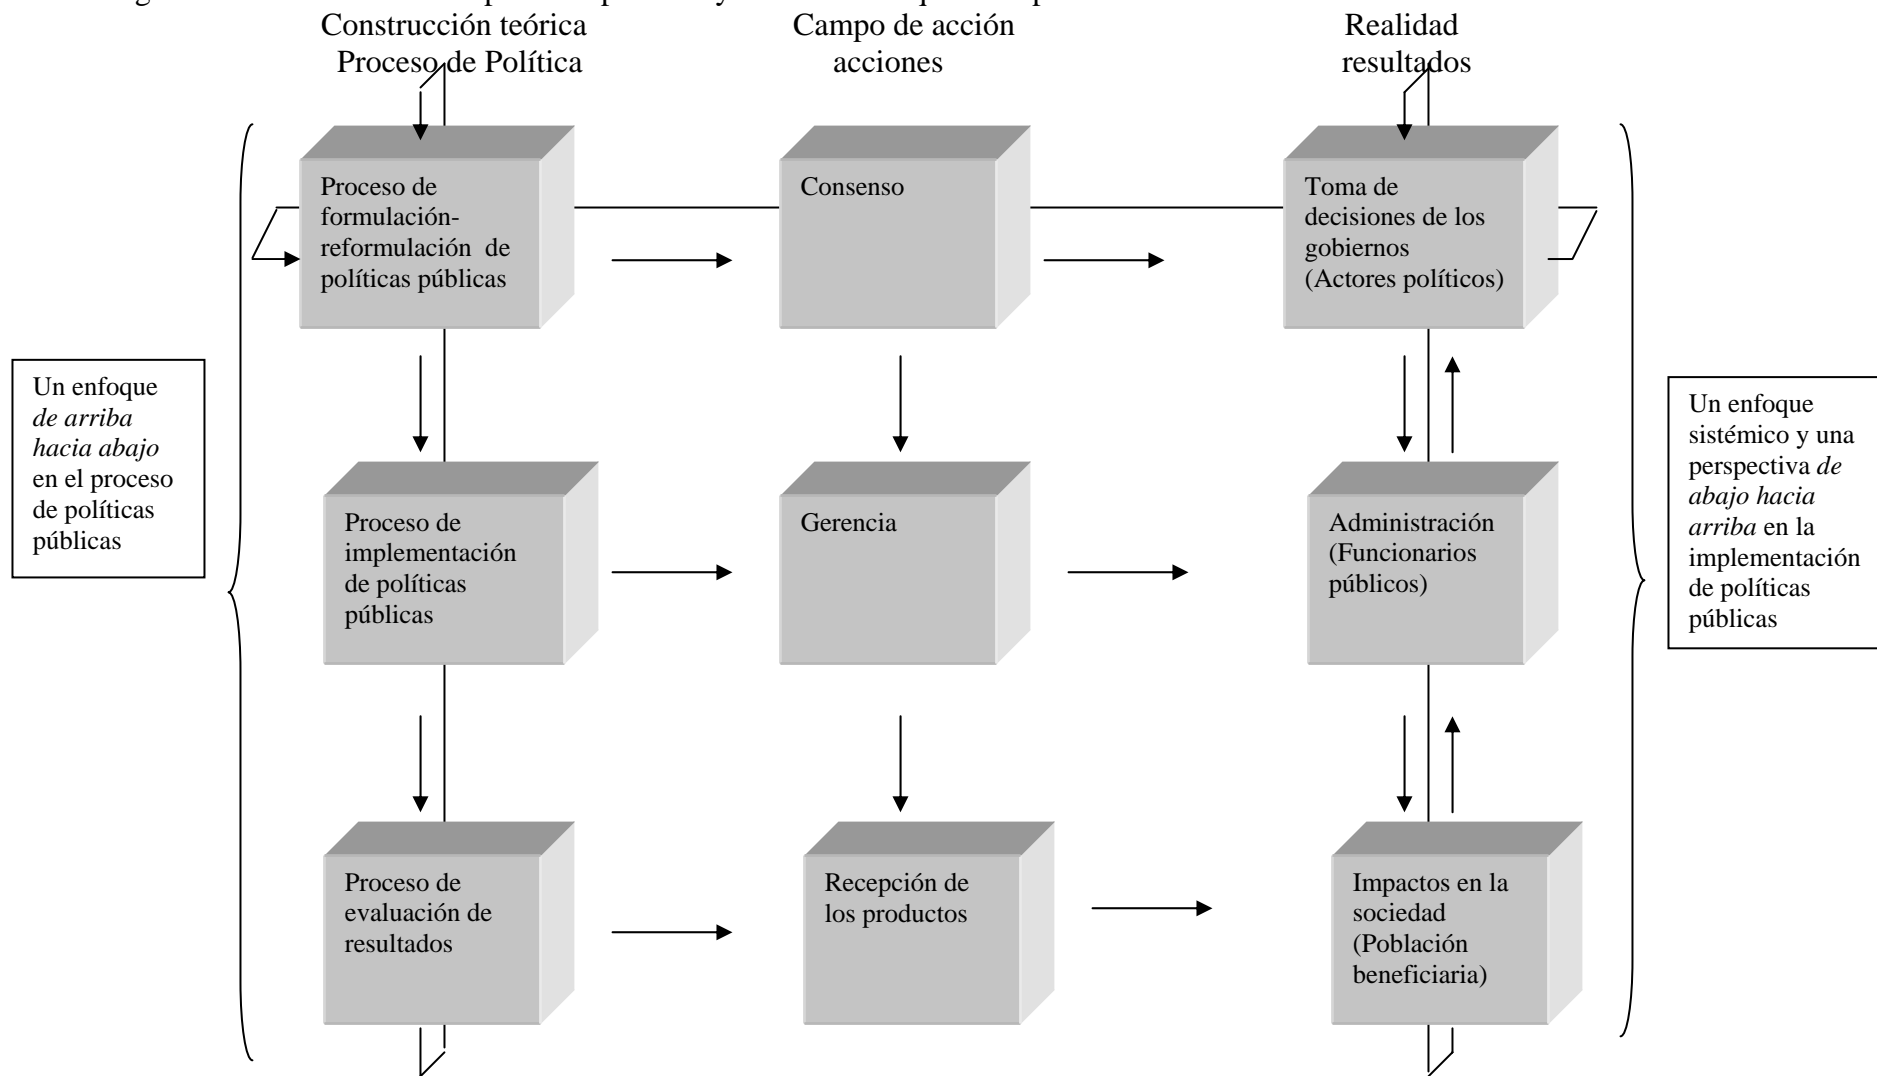 Construcción teórica
Proceso de Política
Campo de acción
acciones
Realidad
resultados
Proceso de
formulación-
reformulación de
políticas públicas
Consenso
Toma de
decisiones de los
gobiernos
(Actores políticos)
Un enfoque
de arriba
hacia abajo
en el proceso
de políticas
públicas
Proceso de
implementación
de políticas
públicas
Gerencia
Administración
(Funcionarios
públicos)
Un enfoque
sistémico y una
perspectiva de
abajo hacia
arriba en la
implementación
de políticas
públicas
Proceso de
evaluación de
resultados
Recepción de
los productos
Impactos en la
sociedad
(Población
beneficiaria)